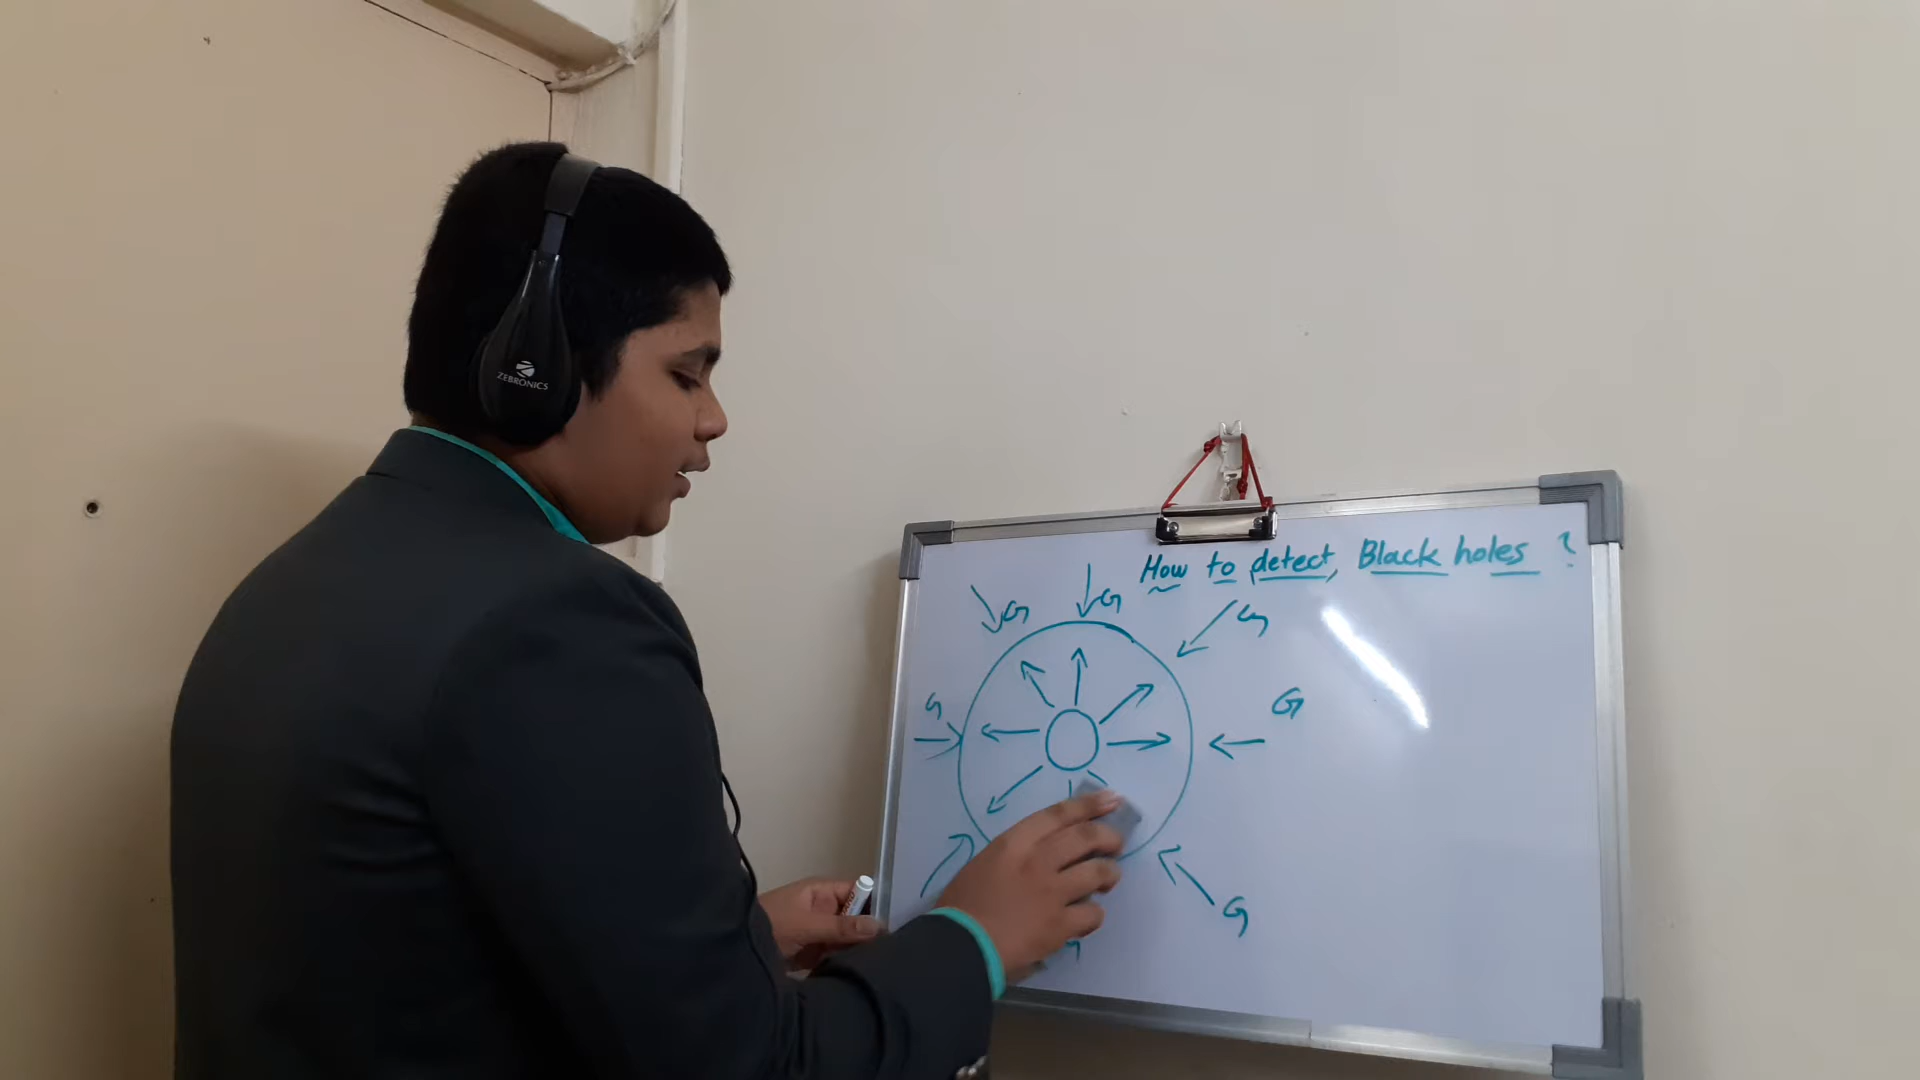 How to detect, Black holes ?
G G G
G G
G
ZEBRONICS